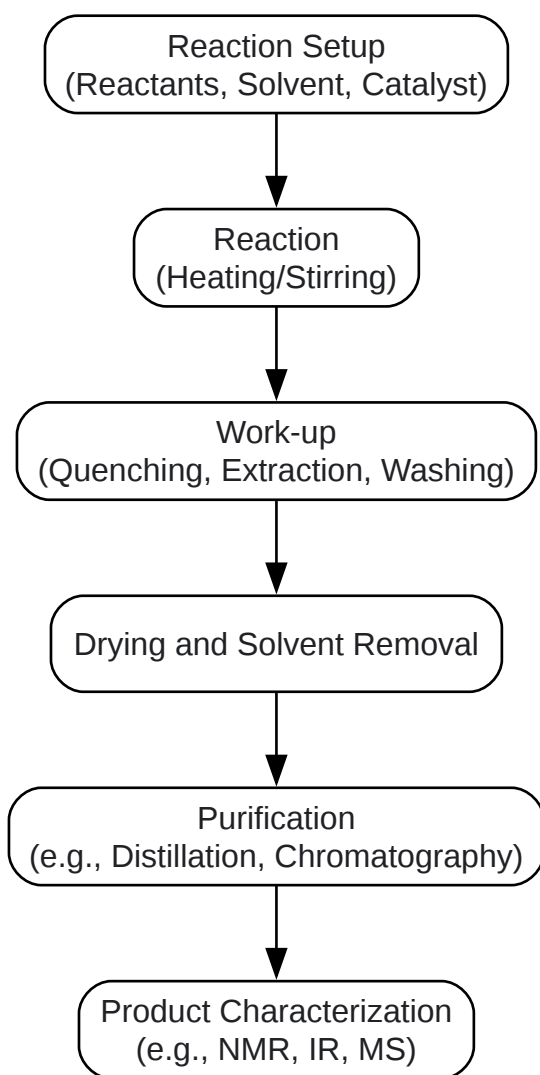 Reaction Setup
(Reactants, Solvent, Catalyst)
Reaction
(Heating/Stirring)
Work-up
(Quenching, Extraction, Washing)
Drying and Solvent Removal
Purification
(e.g., Distillation, Chromatography)
Product Characterization
(e.g., NMR, IR, MS)